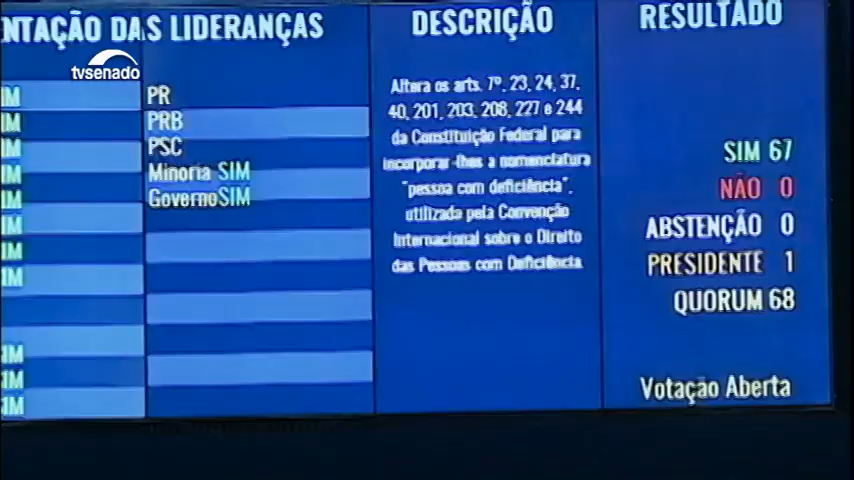 NTAÇÃO DAS LIDERANÇAS
tvsenado
IM
IM
IM
IM
IM
IM
IM
IM
IM
IM
IM
PR
PRB
PSC
Minoria SIM
Governo SIM
DESCRIÇÃO
Altera os arts. 7º, 23, 24, 37,
40, 201, 203, 208, 227 e 244
da Constituição Federal para
incorporar-lhes a nomenclatura
"pessoa com deficiência",
utilizada pela Convenção
Internacional sobre o Direito
das Pessoas com Deficiência.
RESULTADO
SIM 67
NÃO 0
ABSTENÇÃO 0
PRESIDENTE 1
QUORUM 68
Votação Aberta